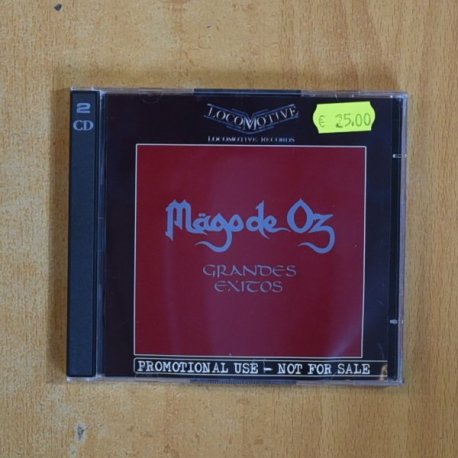 2
CD
LOCOMOTIVE
LOCOMOTIVE RECORDS
€ 25.00
Mägo de Oz
GRANDES
EXITOS
PROMOTIONAL USE – NOT FOR SALE